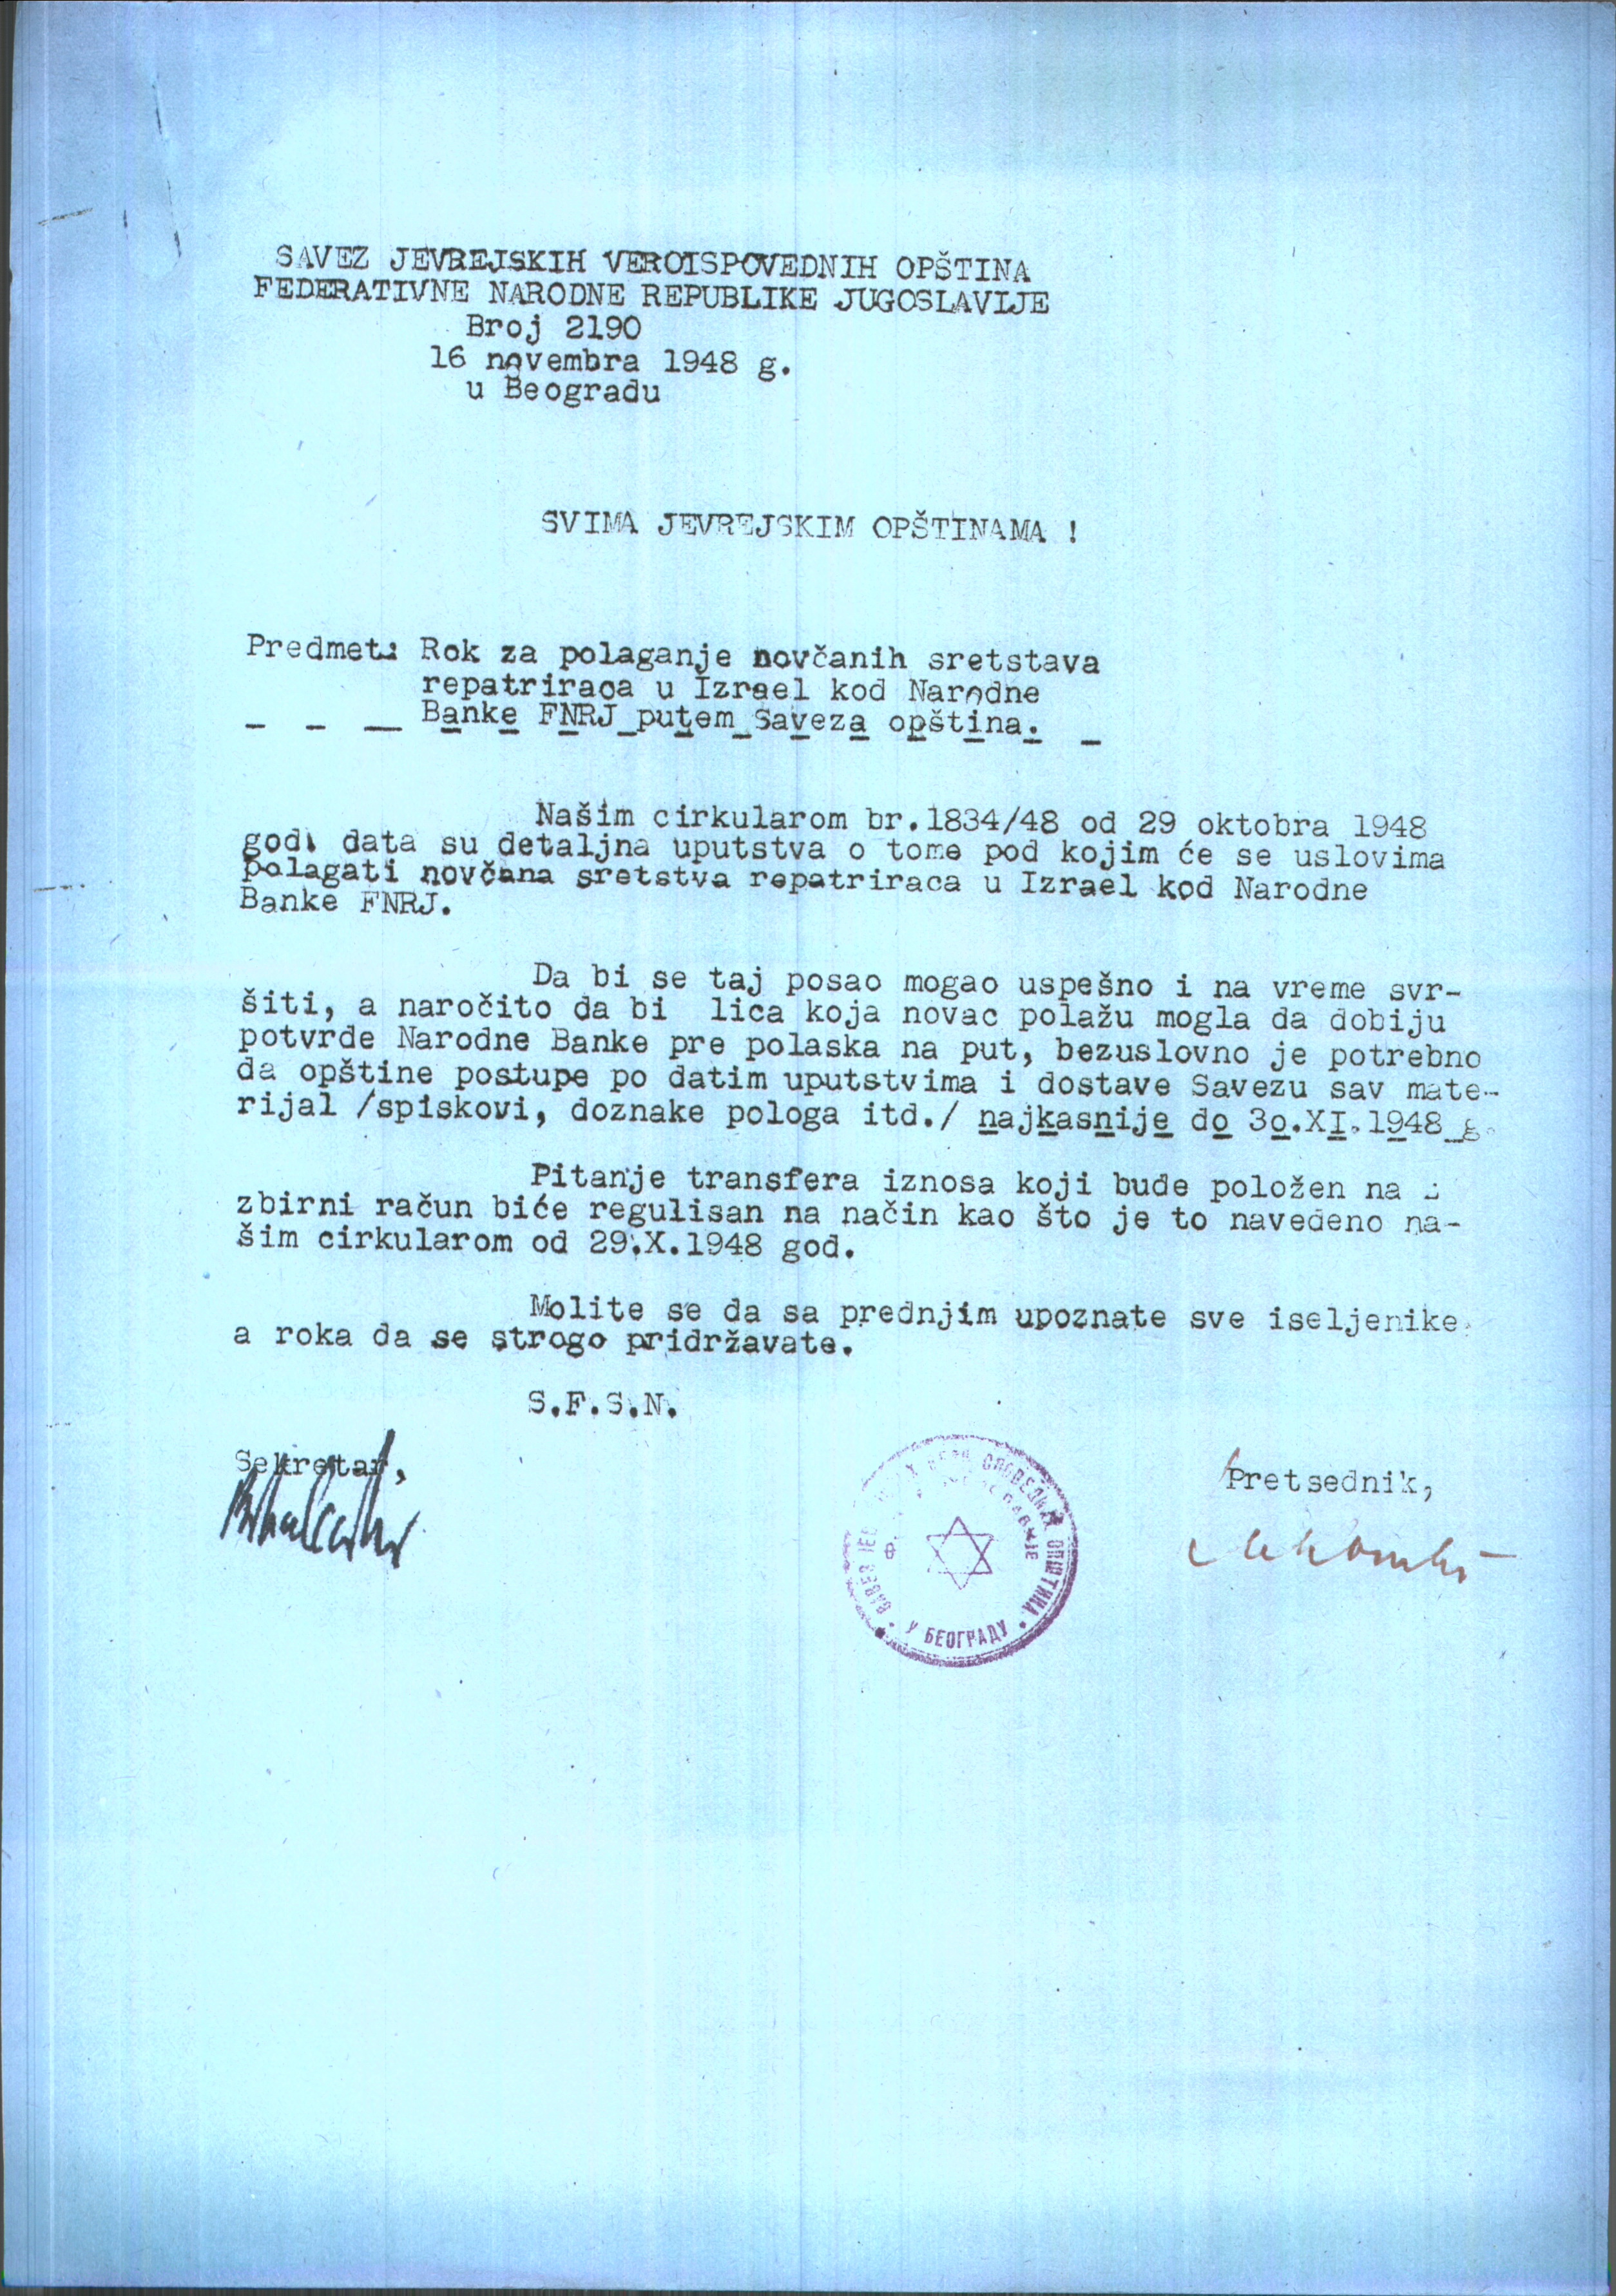 SAVEZ JEVREJSKIH VEROISPOVEDNIH OPŠTINA
FEDERATIVNE NARODNE REPUBLIKE JUGOSLAVIJE
Broj 2190
16 novembra 1948 g.
u Beogradu
SVIMA JEVREJSKIM OPŠTINAMA !
Predmet: Rok za polaganje novčanih sretstava
repatriraca u Izrael kod Narodne
Banke FNRJ putem Saveza opština.
Našim cirkularom br.1834/48 od 29 oktobra 1948
god. data su detaljna uputstva o tome pod kojim će se uslovima
polagati novčana sretstva repatriraca u Izrael kod Narodne
Banke FNRJ.
Da bi se taj posao mogao uspešno i na vreme svr-
šiti, a naročito da bi lica koja novac polažu mogla da dobiju
potvrde Narodne Banke pre polaska na put, bezuslovno je potrebno
da opštine postupe po datim uputstvima i dostave Savezu sav mate-
rijal /spiskovi, doznake pologa itd./ najkasnije do 3o.XI.1948 g.
Pitanje transfera iznosa koji bude položen na
zbirni račun biće regulisan na način kao što je to navedeno na-
šim cirkularom od 29.X.1948 god.
Molite se da sa prednjim upoznate sve iseljenike,
a roka da se strogo pridržavate.
S.F.S.N.
Sekretar,
Pretsednik,
ОПШТИНА
У БЕОГРАДУ